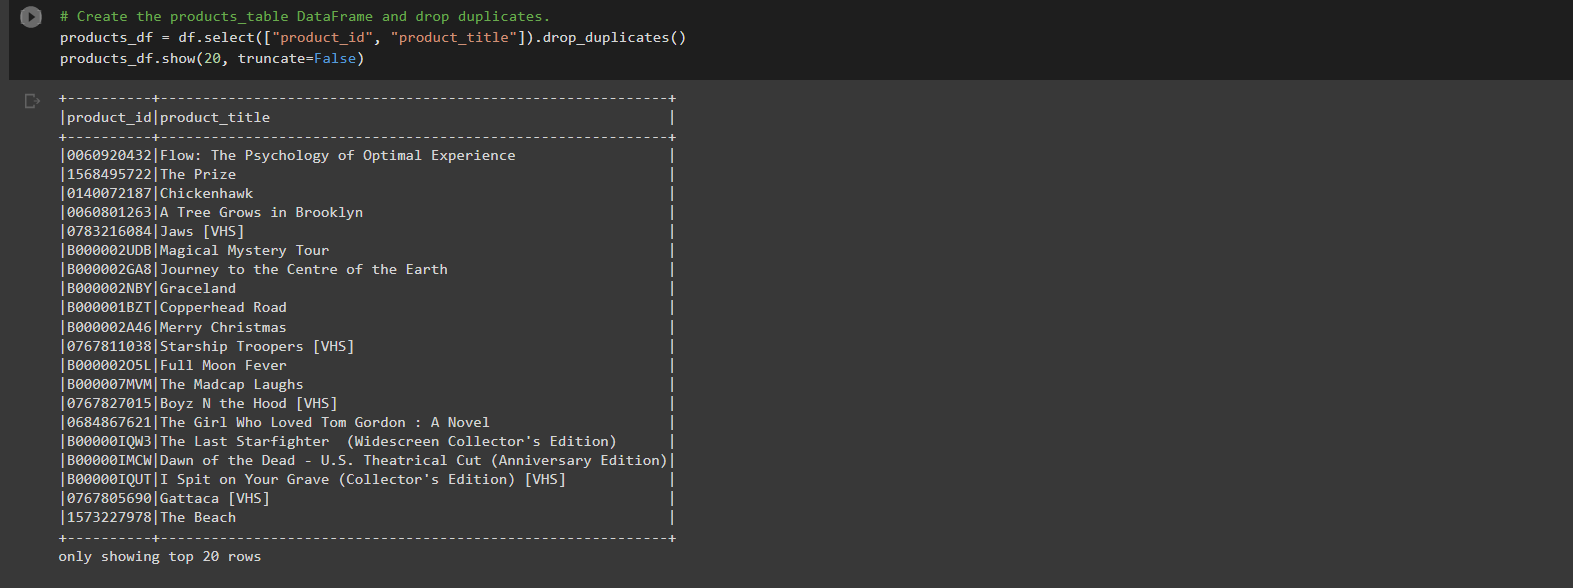 # Create the products_table DataFrame and drop duplicates.
products_df = df.select(["product_id", "product_title"]).drop_duplicates()
products_df.show(20, truncate=False)
+----------+------------------------------------------------------------+
|product_id|product_title                                               |
+----------+------------------------------------------------------------+
|0060920432|Flow: The Psychology of Optimal Experience                  |
|1568495722|The Prize                                                   |
|0140072187|Chickenhawk                                                 |
|0060801263|A Tree Grows in Brooklyn                                    |
|0783216084|Jaws [VHS]                                                  |
|B000002UDB|Magical Mystery Tour                                        |
|B000002GA8|Journey to the Centre of the Earth                          |
|B000002NBY|Graceland                                                   |
|B000001BZT|Copperhead Road                                             |
|B000002A46|Merry Christmas                                             |
|0767811038|Starship Troopers [VHS]                                     |
|B000002O5L|Full Moon Fever                                             |
|B000007MVM|The Madcap Laughs                                           |
|0767827015|Boyz N the Hood [VHS]                                       |
|0684867621|The Girl Who Loved Tom Gordon : A Novel                     |
|B00000IQW3|The Last Starfighter  (Widescreen Collector's Edition)      |
|B00000IMCW|Dawn of the Dead - U.S. Theatrical Cut (Anniversary Edition)|
|B00000IQUT|I Spit on Your Grave (Collector's Edition) [VHS]            |
|0767805690|Gattaca [VHS]                                               |
|1573227978|The Beach                                                   |
+----------+------------------------------------------------------------+
only showing top 20 rows